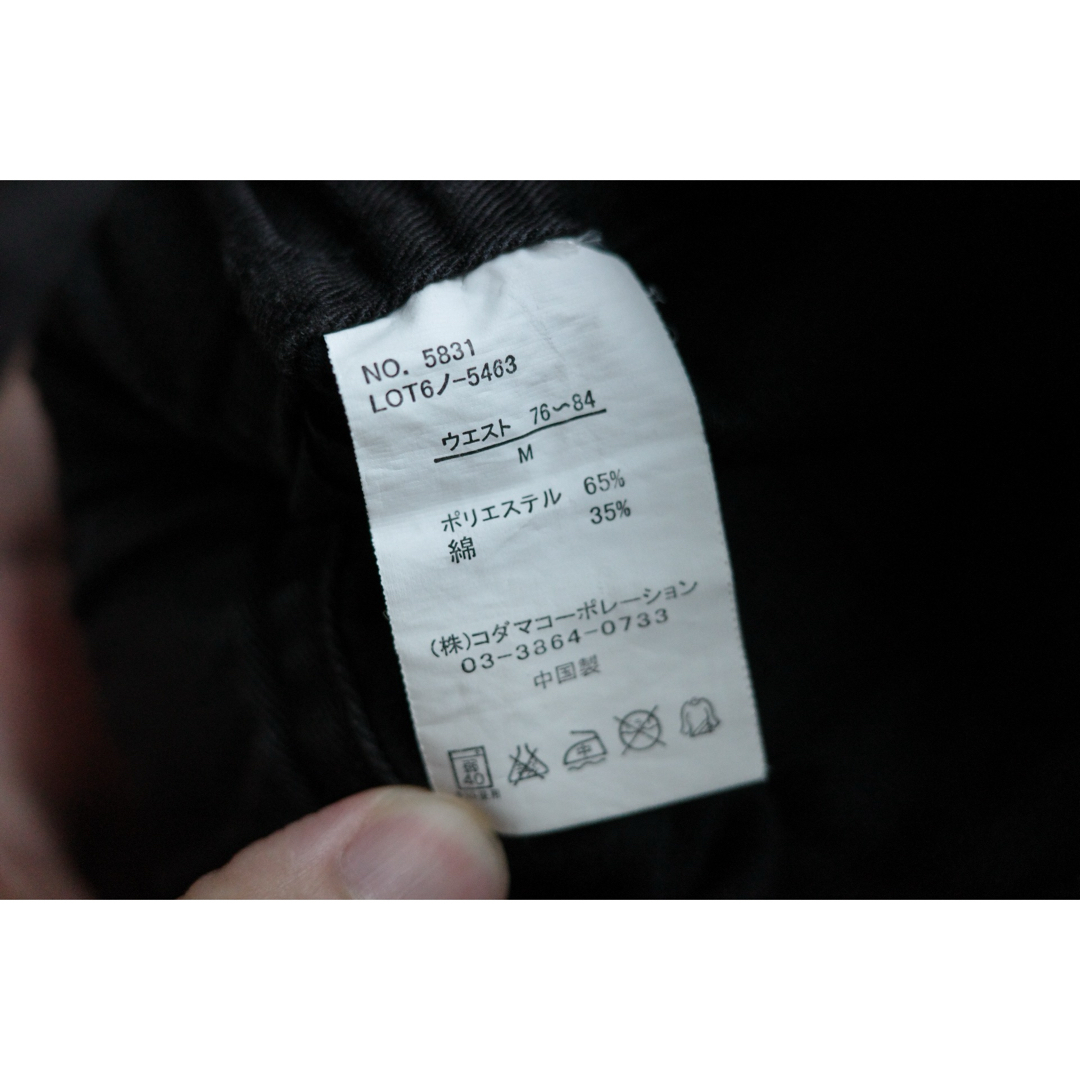 NO. 5831
LOT6ノ-5463
ウエスト 76〜84
M
ポリエステル 65%
綿 35%
(株)コダマコーポレーション
03-3364-0733
中国製
40 中